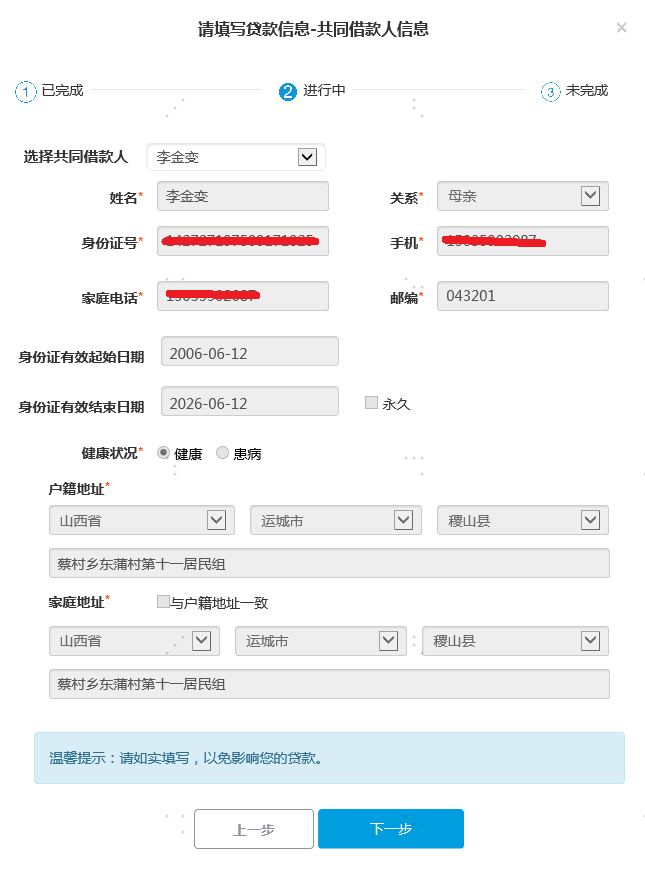 请填写贷款信息-共同借款人信息 ×
1 已完成 2 进行中 3 未完成
选择共同借款人 李金变
姓名* 李金变 关系* 母亲
身份证号* 手机*
家庭电话* 邮编* 043201
身份证有效起始日期 2006-06-12
身份证有效结束日期 2026-06-12 永久
健康状况* 健康 患病
户籍地址*
山西省 运城市 稷山县
蔡村乡东蒲村第十一居民组
家庭地址* 与户籍地址一致
山西省 运城市 稷山县
蔡村乡东蒲村第十一居民组
温馨提示：请如实填写，以免影响您的贷款。
上一步 下一步